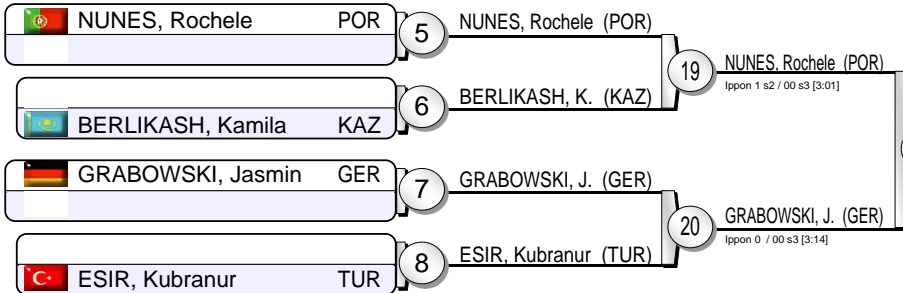 NUNES, Rochele POR
5
NUNES, Rochele (POR)
19
NUNES, Rochele (POR)
Ippon 1 s2 / 00 s3 [3:01]
BERLIKASH, Kamila KAZ
6
BERLIKASH, K. (KAZ)
GRABOWSKI, Jasmin GER
7
GRABOWSKI, J. (GER)
20
GRABOWSKI, J. (GER)
Ippon 0 / 00 s3 [3:14]
ESIR, Kubranur TUR
8
ESIR, Kubranur (TUR)